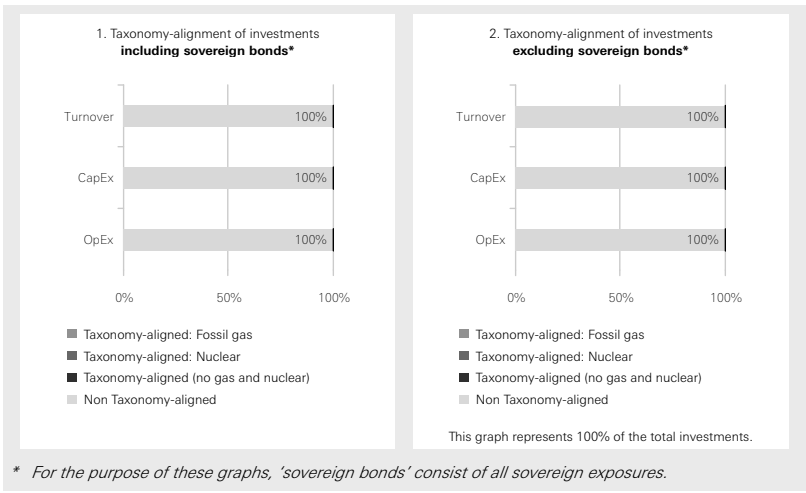 1. Taxonomy-alignment of investments
including sovereign bonds*
Turnover
100%
CapEx
100%
OpEx
100%
0%
50%
100%
Taxonomy-aligned: Fossil gas
Taxonomy-aligned: Nuclear
Taxonomy-aligned (no gas and nuclear)
Non Taxonomy-aligned
2. Taxonomy-alignment of investments
excluding sovereign bonds*
Turnover
100%
CapEx
100%
OpEx
100%
0%
50%
100%
Taxonomy-aligned: Fossil gas
Taxonomy-aligned: Nuclear
Taxonomy-aligned (no gas and nuclear)
Non Taxonomy-aligned
This graph represents 100% of the total investments.
* For the purpose of these graphs, ‘sovereign bonds’ consist of all sovereign exposures.